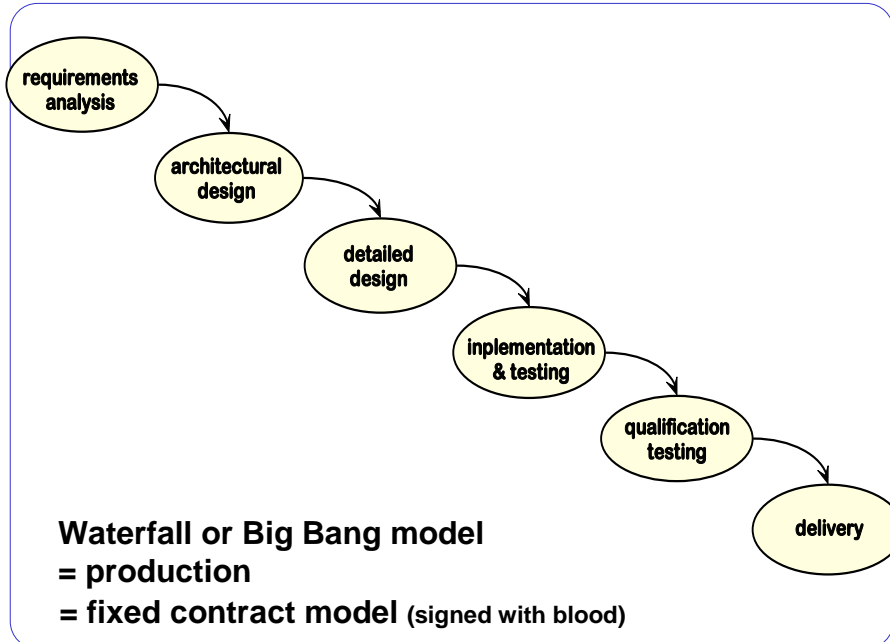 requirements
analysis
architectural
design
detailed
design
inplementation
& testing
qualification
testing
delivery
Waterfall or Big Bang model
= production
= fixed contract model (signed with blood)